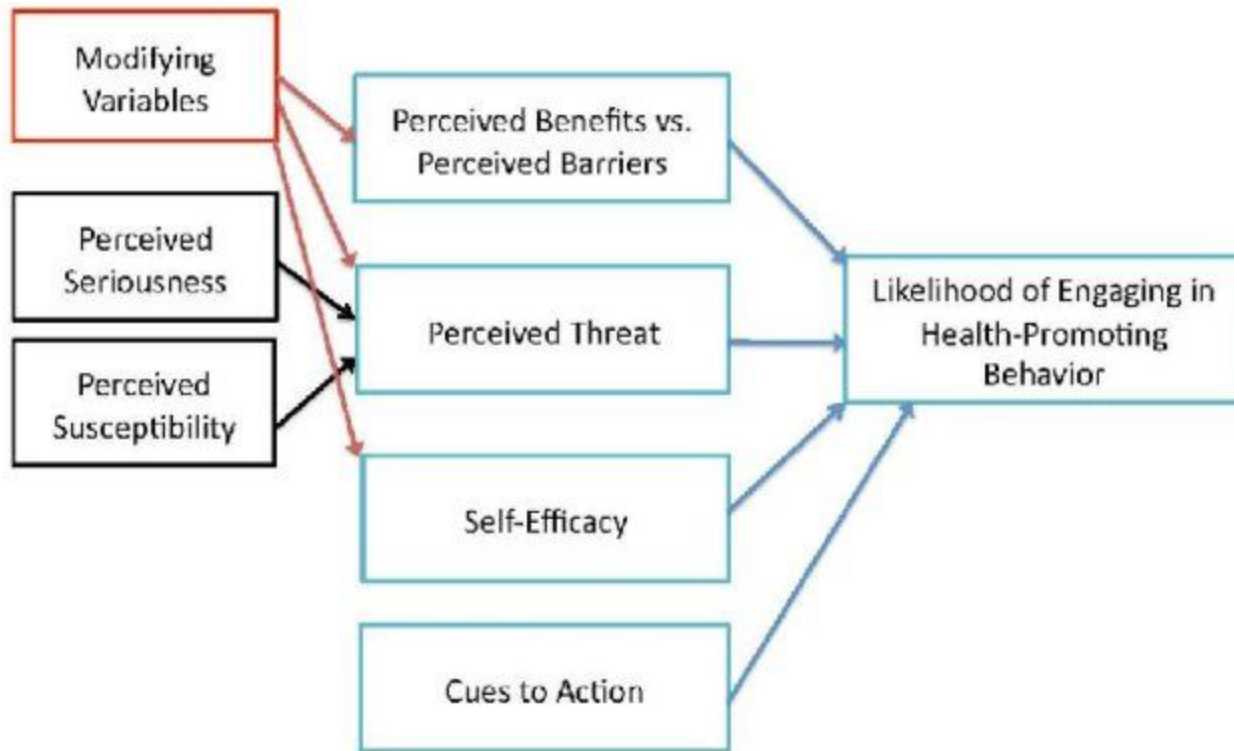 Modifying
Variables
Perceived Benefits vs.
Perceived Barriers
Perceived
Seriousness
Perceived Threat
Likelihood of Engaging in
Health-Promoting
Behavior
Perceived
Susceptibility
Self-Efficacy
Cues to Action